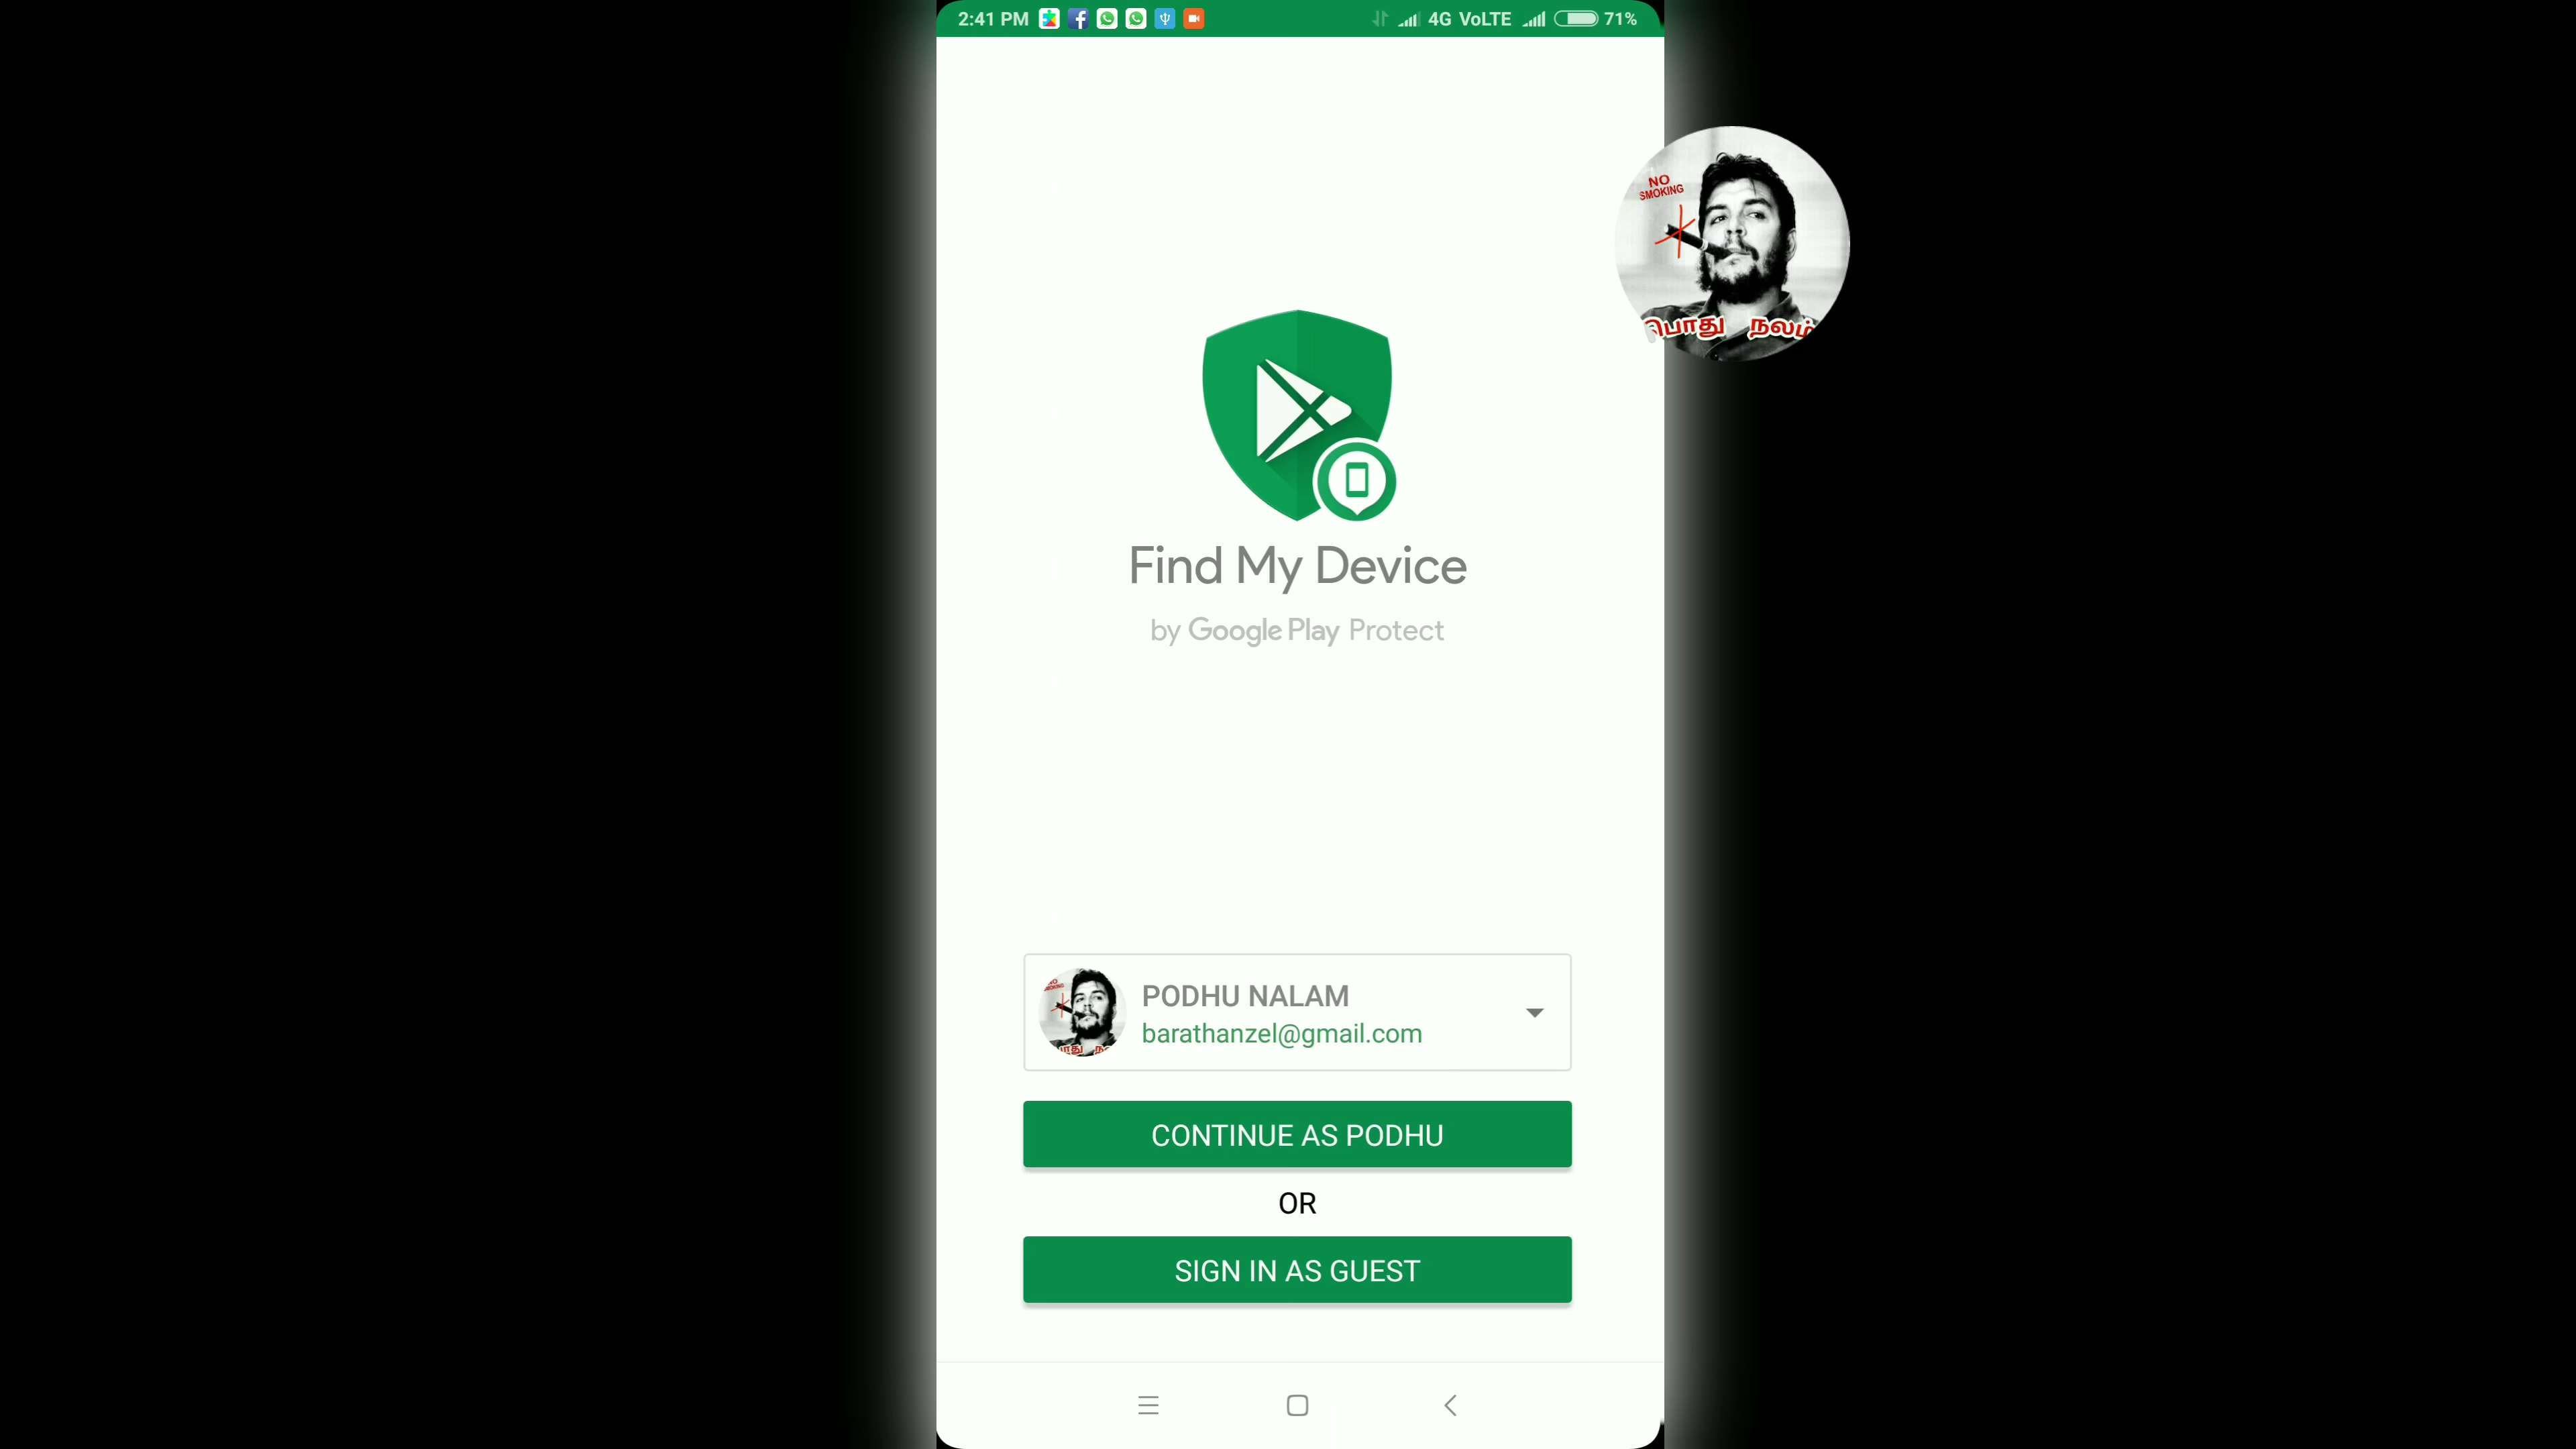 2:41 PM
4G VoLTE
71%
NO
SMOKING
பொது நலம்
Find My Device
by Google Play Protect
PODHU NALAM
barathanzel@gmail.com
CONTINUE AS PODHU
OR
SIGN IN AS GUEST